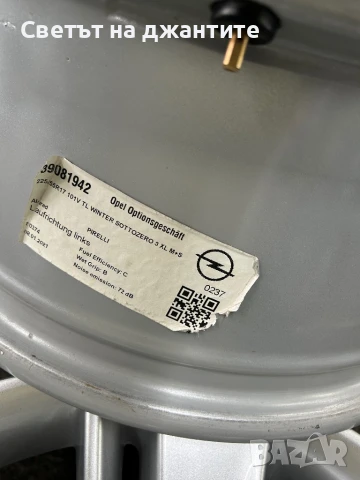 Светът на джантите
39081942
Opel Optionsgeschäft
225/55R17 101V TL WINTER SOTTOZERO 3 XL M+S
PIRELLI
Laufrichtung links
Fuel Efficiency: C
Wet Grip: B
Noise emission: 72 dB
0237
BAZAR